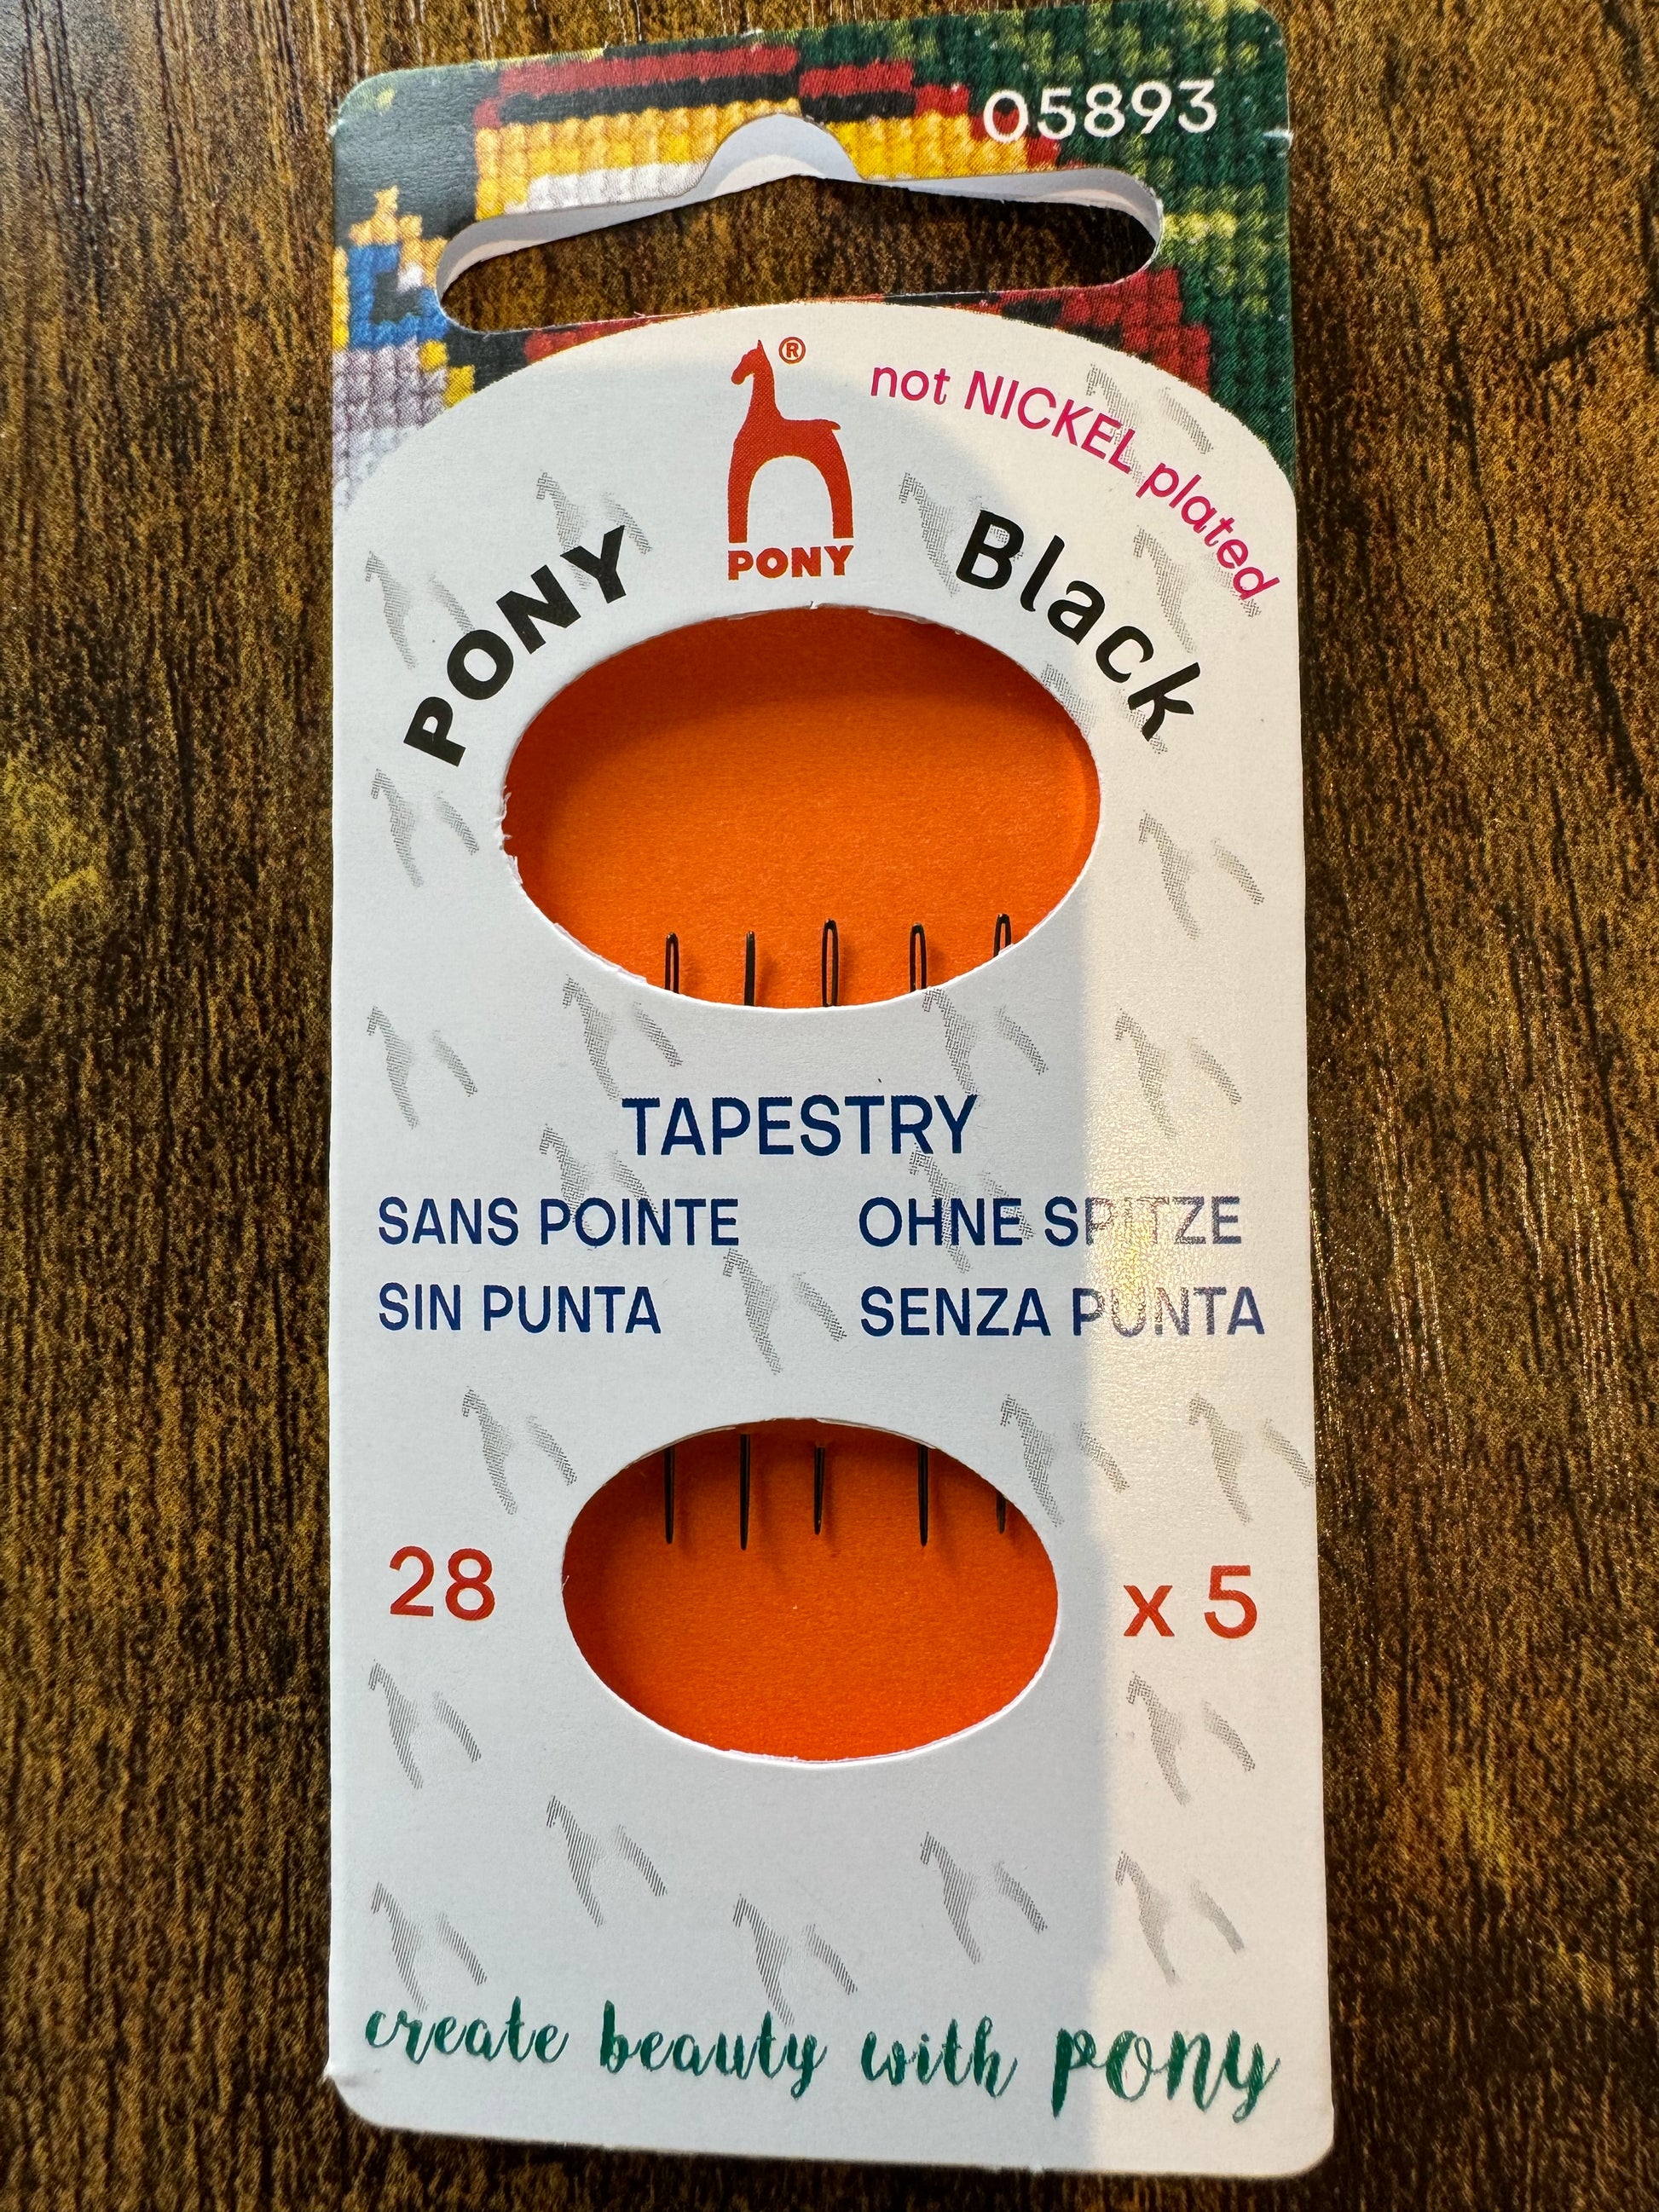 05893
®
PONY
not NICKEL plated
PONY Black
TAPESTRY
SANS POINTE OHNE SPITZE
SIN PUNTA SENZA PUNTA
28 x 5
create beauty with pony